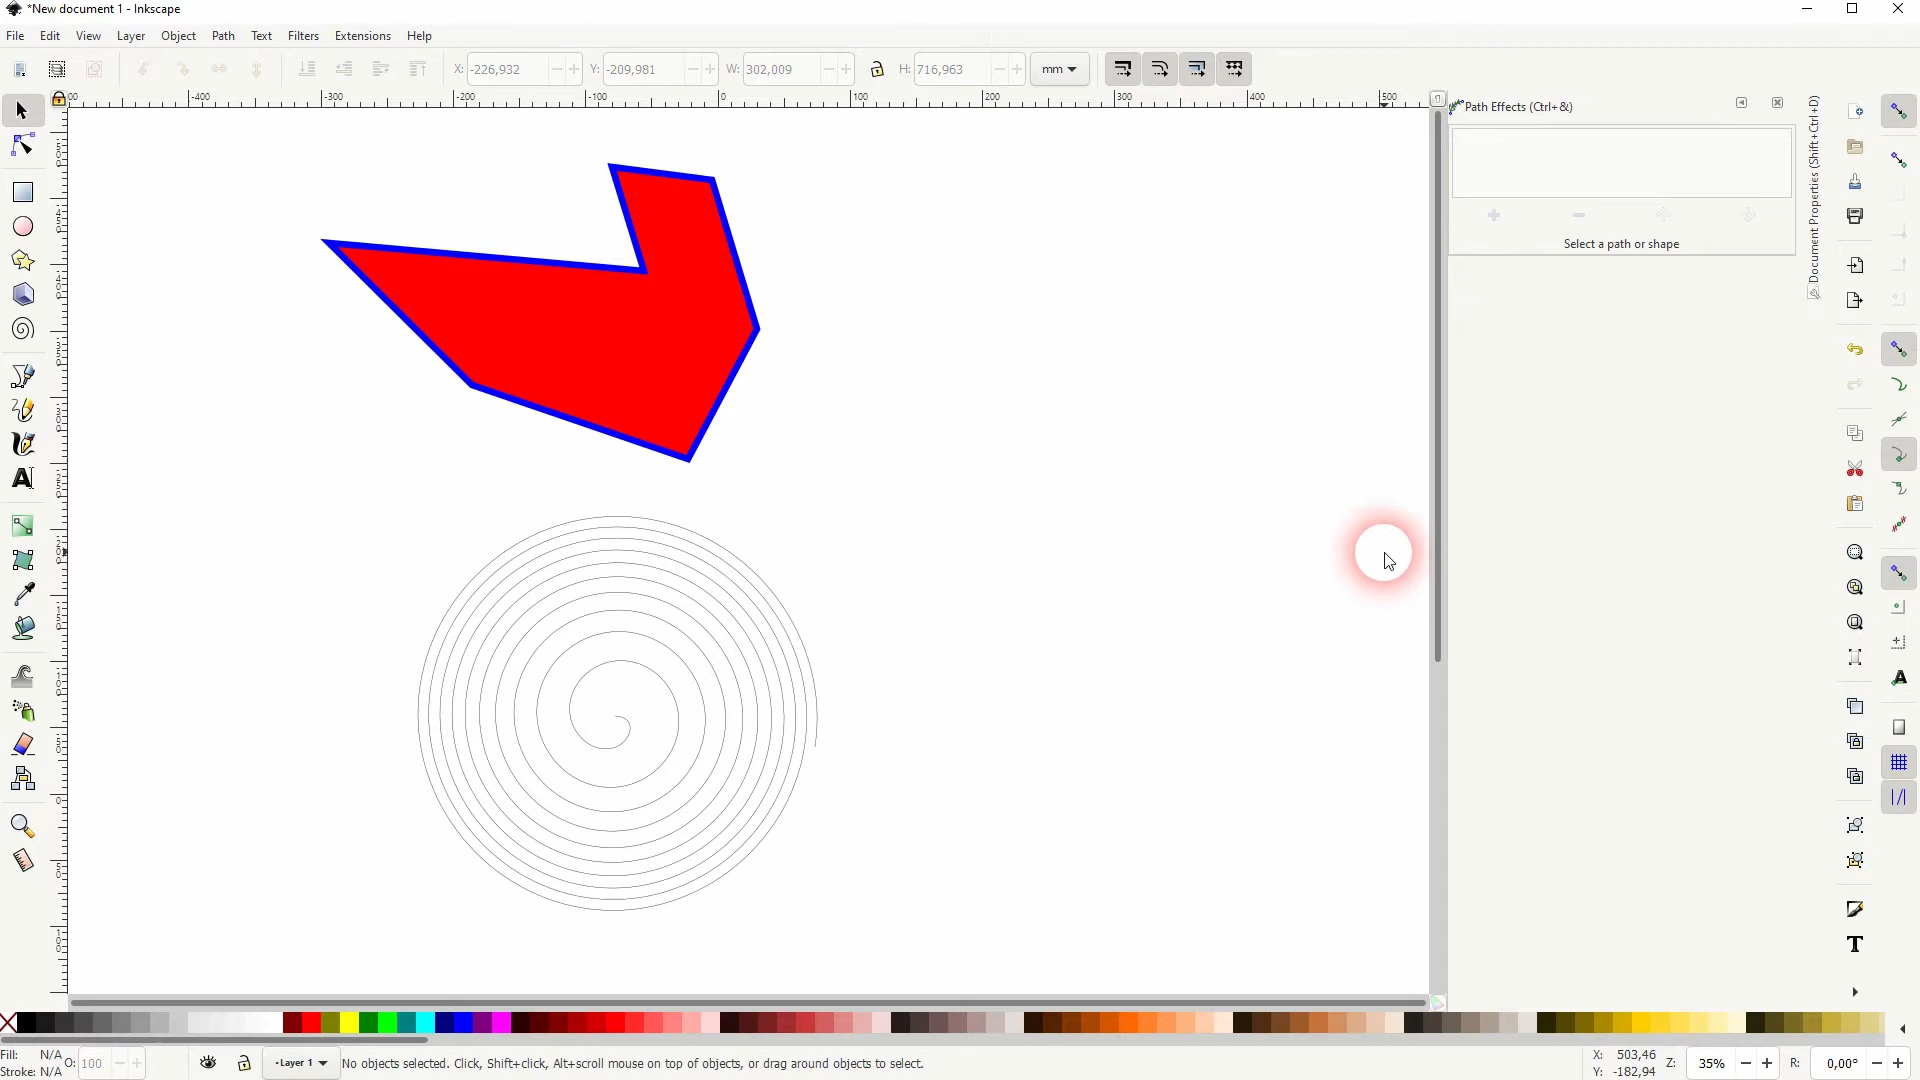 *New document 1 - Inkscape
File Edit View Layer Object Path Text Filters Extensions Help
X: -226,932 Y: -209,981 W: 302,009 H: 716,963 mm
-400 -300 -200 -100 0 100 200 300 400 500
Path Effects (Ctrl+&)
Select a path or shape
Document Properties (Shift+Ctrl+D)
Fill: N/A
Stroke: N/A
O: 100
Layer 1
No objects selected. Click, Shift+click, Alt+scroll mouse on top of objects, or drag around objects to select.
X: 503,46
Y: -182,94
Z: 35% R: 0,00°